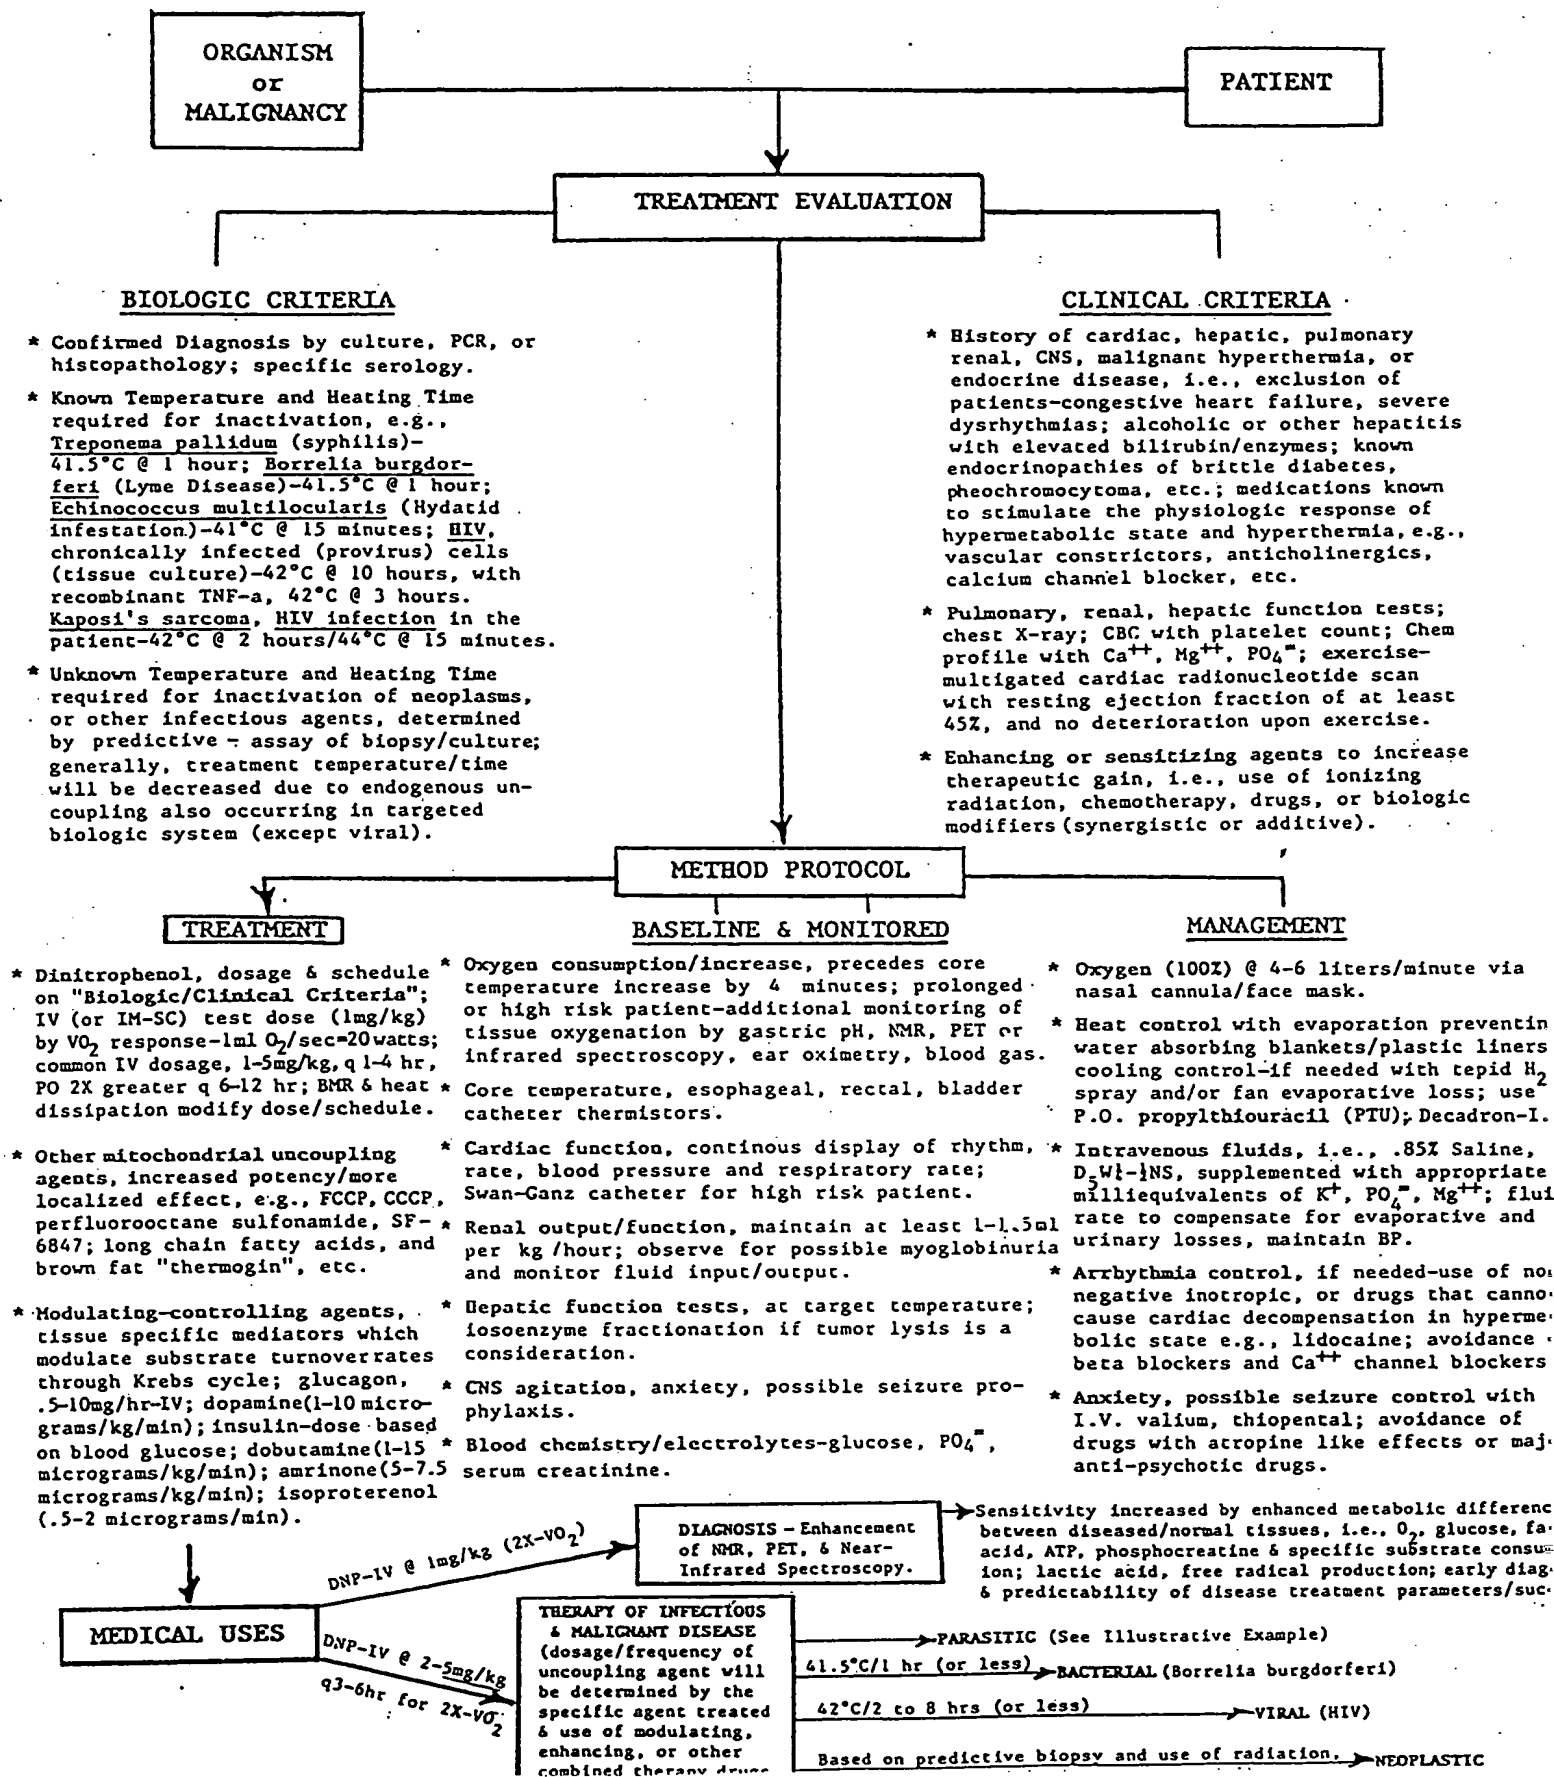 ORGANISM
or
MALIGNANCY
PATIENT
TREATMENT EVALUATION
BIOLOGIC CRITERIA
* Confirmed Diagnosis by culture, PCR, or
histopathology; specific serology.
* Known Temperature and Heating Time
required for inactivation, e.g.,
Treponema pallidum (syphilis)-
41.5°C @ 1 hour; Borrelia burgdor-
feri (Lyme Disease)-41.5°C @ 1 hour;
Echinococcus multilocularis (Hydatid
infestation)-41°C @ 15 minutes; HIV,
chronically infected (provirus) cells
(tissue culture)-42°C @ 10 hours, with
recombinant TNF-a, 42°C @ 3 hours.
Kaposi's sarcoma, HIV infection in the
patient-42°C @ 2 hours/44°C @ 15 minutes.
* Unknown Temperature and Heating Time
required for inactivation of neoplasms,
or other infectious agents, determined
by predictive - assay of biopsy/culture;
generally, treatment temperature/time
will be decreased due to endogenous un-
coupling also occurring in targeted
biologic system (except viral).
CLINICAL CRITERIA
* History of cardiac, hepatic, pulmonary
renal, CNS, malignant hyperthermia, or
endocrine disease, i.e., exclusion of
patients-congestive heart failure, severe
dysrhythmias; alcoholic or other hepatitis
with elevated bilirubin/enzymes; known
endocrinopathies of brittle diabetes,
pheochromocytoma, etc.; medications known
to stimulate the physiologic response of
hypermetabolic state and hyperthermia, e.g.,
vascular constrictors, anticholinergics,
calcium channel blocker, etc.
* Pulmonary, renal, hepatic function tests;
chest X-ray; CBC with platelet count; Chem
profile with Ca++, Mg++, PO4=; exercise-
multigated cardiac radionucleotide scan
with resting ejection fraction of at least
45%, and no deterioration upon exercise.
* Enhancing or sensitizing agents to increase
therapeutic gain, i.e., use of ionizing
radiation, chemotherapy, drugs, or biologic
modifiers (synergistic or additive).
METHOD PROTOCOL
TREATMENT
* Dinitrophenol, dosage & schedule
on "Biologic/Clinical Criteria";
IV (or IM-SC) test dose (1mg/kg)
by VO2 response-1ml O2/sec=20watts;
common IV dosage, 1-5mg/kg, q 1-4 hr,
PO 2X greater q 6-12 hr; BMR & heat
dissipation modify dose/schedule.
* Other mitochondrial uncoupling
agents, increased potency/more
localized effect, e.g., FCCP, CCCP,
perfluorooctane sulfonamide, SF-
6847; long chain fatty acids, and
brown fat "thermogin", etc.
* Modulating-controlling agents,
tissue specific mediators which
modulate substrate turnover rates
through Krebs cycle; glucagon,
.5-10mg/hr-IV; dopamine(1-10 micro-
grams/kg/min); insulin-dose based
on blood glucose; dobutamine(1-15
micrograms/kg/min); amrinone(5-7.5
micrograms/kg/min); isoproterenol
(.5-2 micrograms/min).
BASELINE & MONITORED
* Oxygen consumption/increase, precedes core
temperature increase by 4 minutes; prolonged
or high risk patient-additional monitoring of
tissue oxygenation by gastric pH, NMR, PET or
infrared spectroscopy, ear oximetry, blood gas.
* Core temperature, esophageal, rectal, bladder
catheter thermistors.
* Cardiac function, continous display of rhythm,
rate, blood pressure and respiratory rate;
Swan-Ganz catheter for high risk patient.
* Renal output/function, maintain at least 1-1.5ml
per kg/hour; observe for possible myoglobinuria
and monitor fluid input/output.
* Hepatic function tests, at target temperature;
iosoenzyme fractionation if tumor lysis is a
consideration.
* CNS agitation, anxiety, possible seizure pro-
phylaxis.
* Blood chemistry/electrolytes-glucose, PO4=,
serum creatinine.
MANAGEMENT
* Oxygen (100%) @ 4-6 liters/minute via
nasal cannula/face mask.
* Heat control with evaporation preventin
water absorbing blankets/plastic liners
cooling control-if needed with tepid H2
spray and/or fan evaporative loss; use
P.O. propylthiouracil (PTU); Decadron-I.
* Intravenous fluids, i.e., .85% Saline,
D5W½-½NS, supplemented with appropriate
milliequivalents of K+, PO4=, Mg++; flui
rate to compensate for evaporative and
urinary losses, maintain BP.
* Arrhythmia control, if needed-use of no
negative inotropic, or drugs that canno
cause cardiac decompensation in hyperme
bolic state e.g., lidocaine; avoidance
beta blockers and Ca++ channel blockers
* Anxiety, possible seizure control with
I.V. valium, thiopental; avoidance of
drugs with atropine like effects or maj
anti-psychotic drugs.
MEDICAL USES
DNP-IV @ 1mg/kg (2X-VO2)
DIAGNOSIS - Enhancement
of NMR, PET, & Near-
Infrared Spectroscopy.
Sensitivity increased by enhanced metabolic differenc
between diseased/normal tissues, i.e., O2, glucose, fa
acid, ATP, phosphocreatine & specific substrate consu
ion; lactic acid, free radical production; early diag
& predictability of disease treatment parameters/suc
DNP-IV @ 2-5mg/kg
q3-6hr for 2X-VO2
THERAPY OF INFECTIOUS
& MALIGNANT DISEASE
(dosage/frequency of
uncoupling agent will
be determined by the
specific agent treated
& use of modulating,
enhancing, or other
combined therapy drugs
PARASITIC (See Illustrative Example)
41.5°C/1 hr (or less) BACTERIAL (Borrelia burgdorferi)
42°C/2 to 8 hrs (or less) VIRAL (HIV)
Based on predictive biopsy and use of radiation, NEOPLASTIC